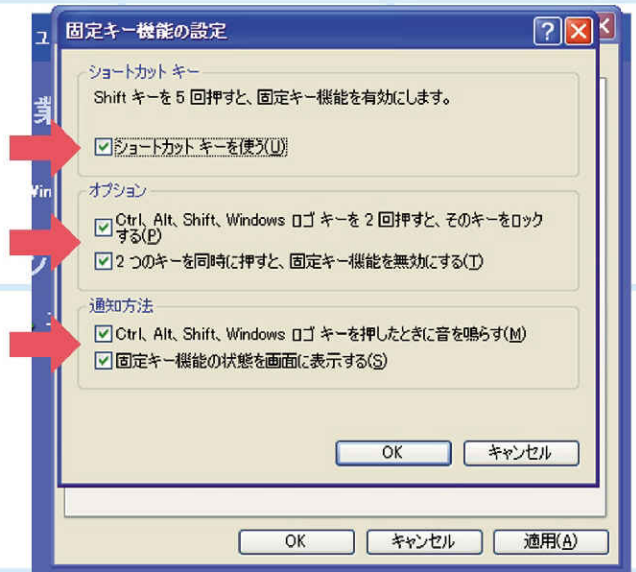 ユ
固定キー機能の設定
業
ショートカット キー
Shift キーを 5 回押すと、固定キー機能を有効にします。
ショートカット キーを使う(U)
Win
オプション
Ctrl、Alt、Shift、Windows ロゴ キーを 2 回押すと、そのキーをロック
する(P)
2 つのキーを同時に押すと、固定キー機能を無効にする(T)
通知方法
Ctrl、Alt、Shift、Windows ロゴ キーを押したときに音を鳴らす(M)
固定キー機能の状態を画面に表示する(S)
OK
キャンセル
OK
キャンセル
適用(A)